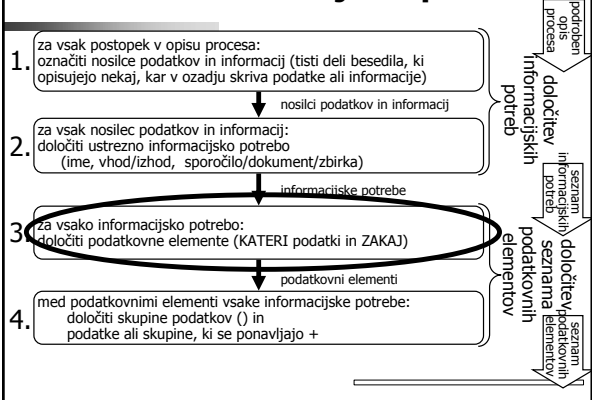 podroben
opis
procesa
1.
za vsak postopek v opisu procesa:
označiti nosilce podatkov in informacij (tisti deli besedila, ki
opisujejo nekaj, kar v ozadju skriva podatke ali informacije)
nosilci podatkov in informacij
določitev
informacijskih
potreb
2.
za vsak nosilec podatkov in informacij:
določiti ustrezno informacijsko potrebo
(ime, vhod/izhod, sporočilo/dokument/zbirka)
informacijske potrebe
seznam
informacijskih
potreb
3.
za vsako informacijsko potrebo:
določiti podatkovne elemente (KATERI podatki in ZAKAJ)
podatkovni elementi
določitev
seznama
podatkovnih
elementov
4.
med podatkovnimi elementi vsake informacijske potrebe:
določiti skupine podatkov () in
podatke ali skupine, ki se ponavljajo +
seznam
podatkovnih
elementov